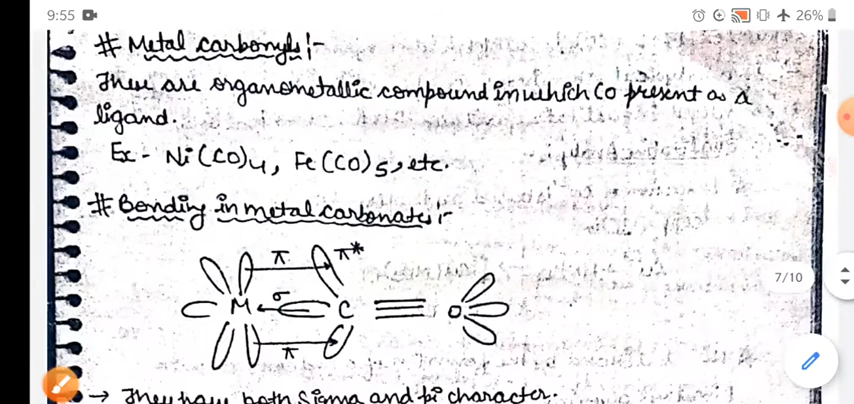 9:55
26%
# Metal carbonyls :-
These are organometallic compound in which CO present as a
ligand.
Ex - Ni(CO)4, Fe(CO)5, etc.
# Bonding in metal carbonates :-
π π*
M σ C O
π
7/10
→ They have both sigma and pi character.